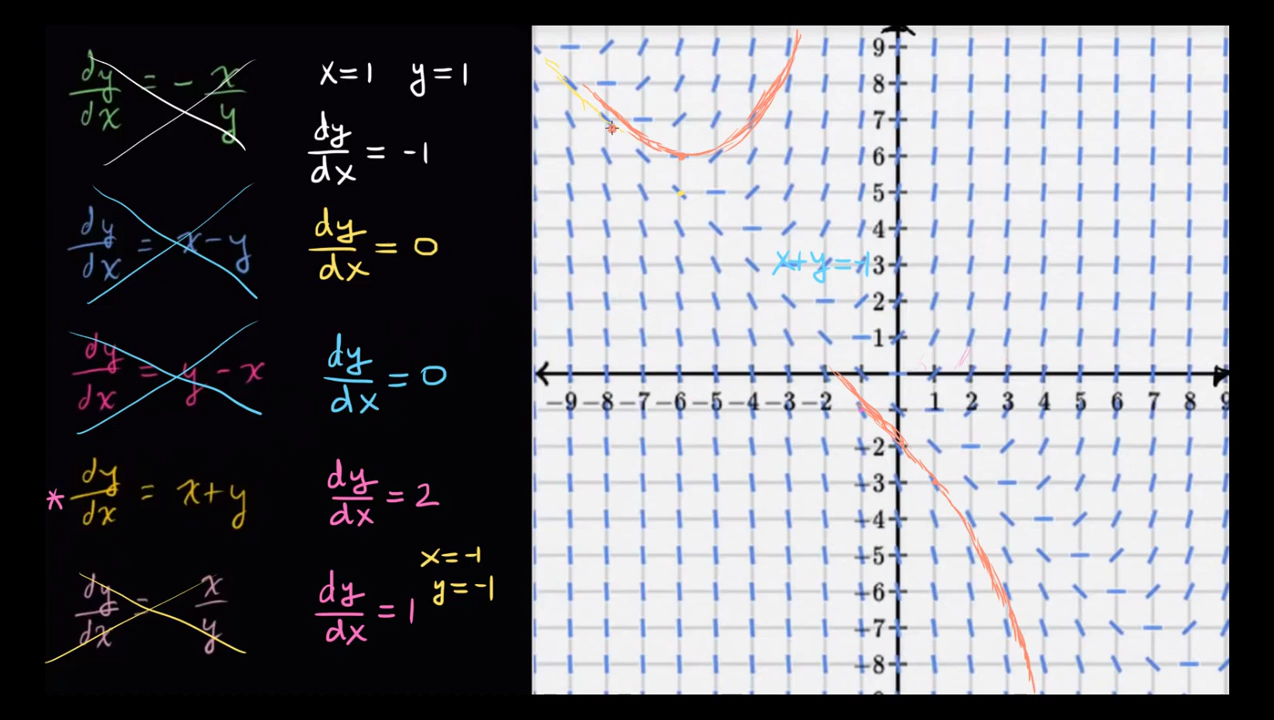 dy/dx = - x/y
x=1 y=1
dy/dx = -1
dy/dx = x-y
dy/dx = 0
dy/dx = y-x
dy/dx = 0
* dy/dx = x+y
dy/dx = 2
x=-1
y=-1
dy/dx = x/y
dy/dx = 1
9
8
7
6
5
4
x+y=-1
3
2
1
-9 -8 -7 -6 -5 -4 -3 -2 1 2 3 4 5 6 7 8 9
-2
-3
-4
-5
-6
-7
-8